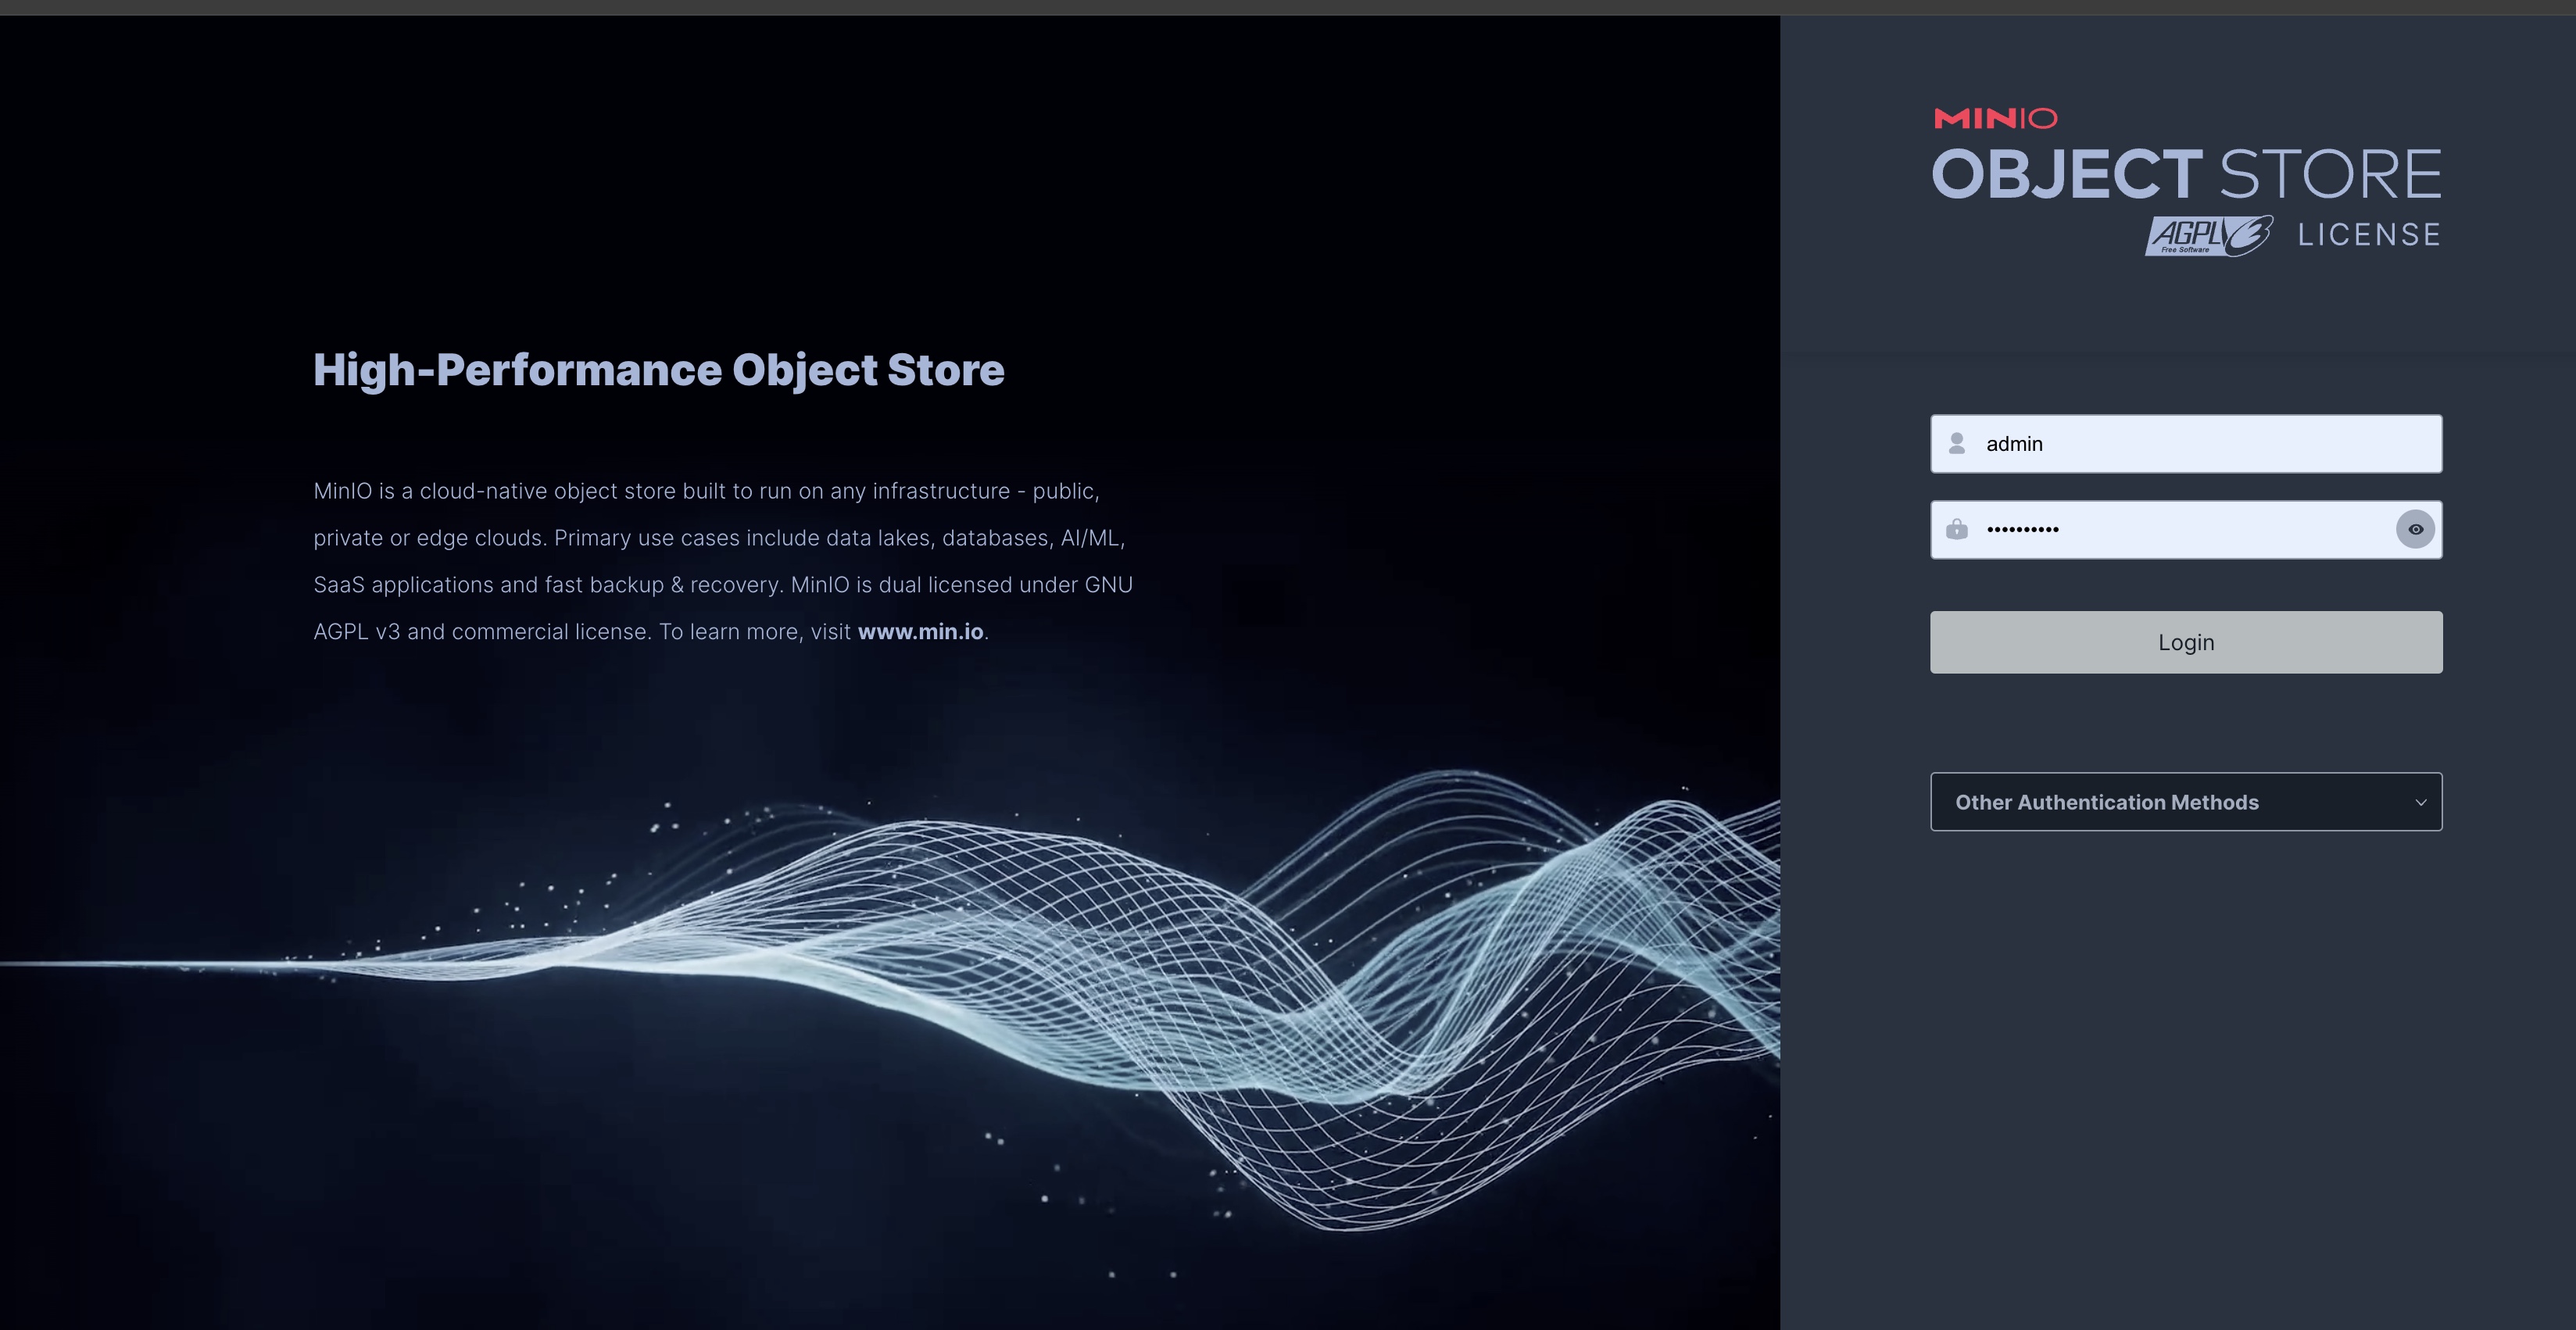 High-Performance Object Store
MinIO is a cloud-native object store built to run on any infrastructure - public,
private or edge clouds. Primary use cases include data lakes, databases, AI/ML,
SaaS applications and fast backup & recovery. MinIO is dual licensed under GNU
AGPL v3 and commercial license. To learn more, visit www.min.io.
MINIO
OBJECT STORE
AGPLv3 LICENSE
Free Software
admin
••••••••••
Login
Other Authentication Methods